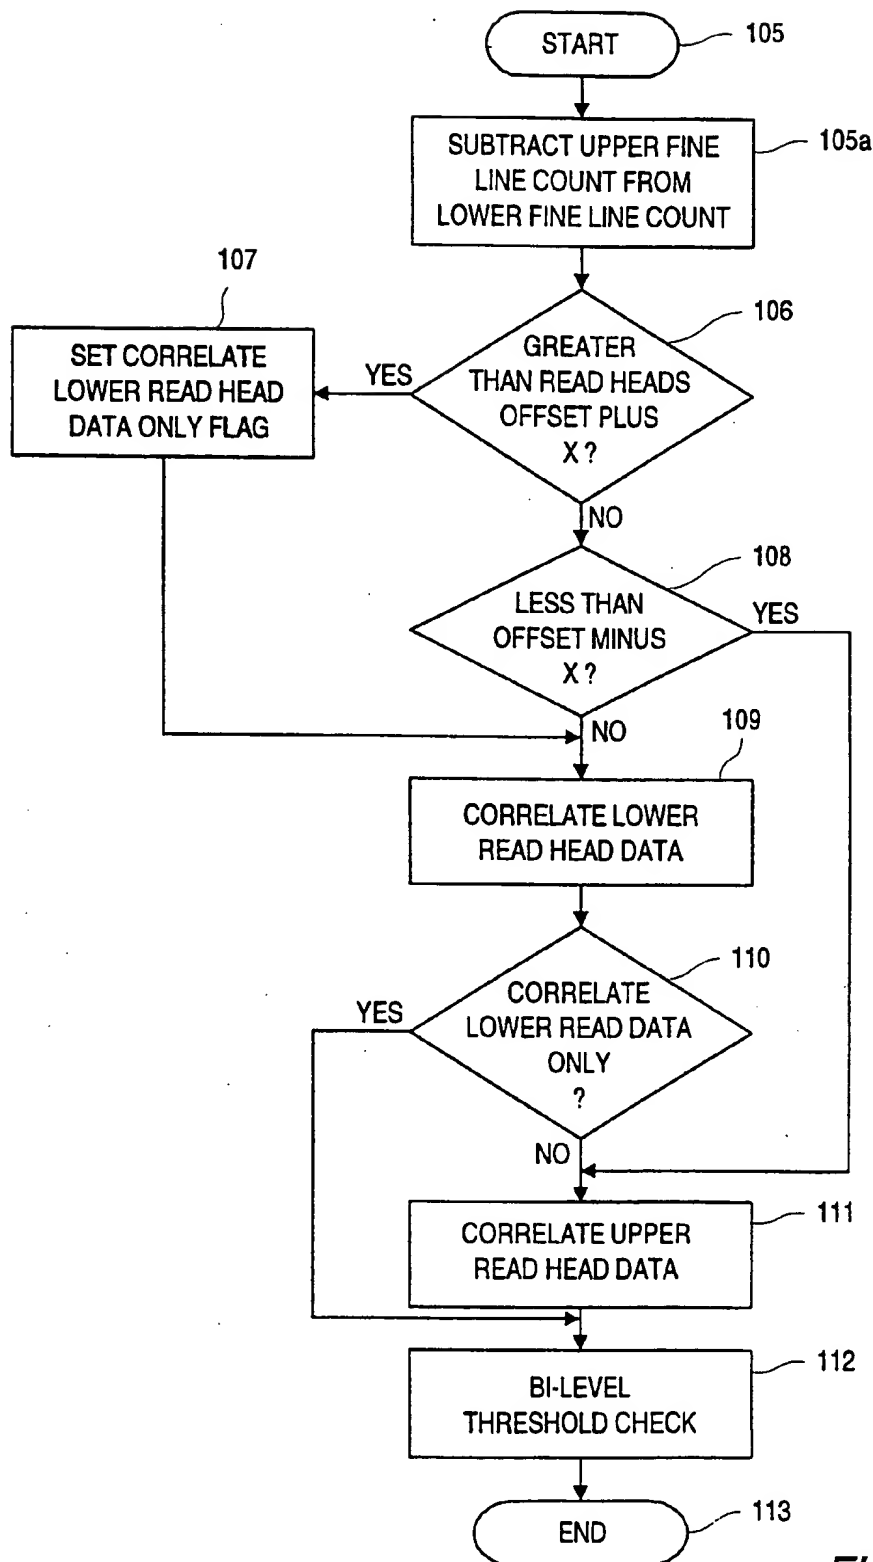 START
105
SUBTRACT UPPER FINE
LINE COUNT FROM
LOWER FINE LINE COUNT
105a
107
SET CORRELATE
LOWER READ HEAD
DATA ONLY FLAG
YES
GREATER
THAN READ HEADS
OFFSET PLUS
X ?
106
NO
LESS THAN
OFFSET MINUS
X ?
108
YES
NO
109
CORRELATE LOWER
READ HEAD DATA
YES
CORRELATE
LOWER READ DATA
ONLY
?
110
NO
CORRELATE UPPER
READ HEAD DATA
111
BI-LEVEL
THRESHOLD CHECK
112
END
113